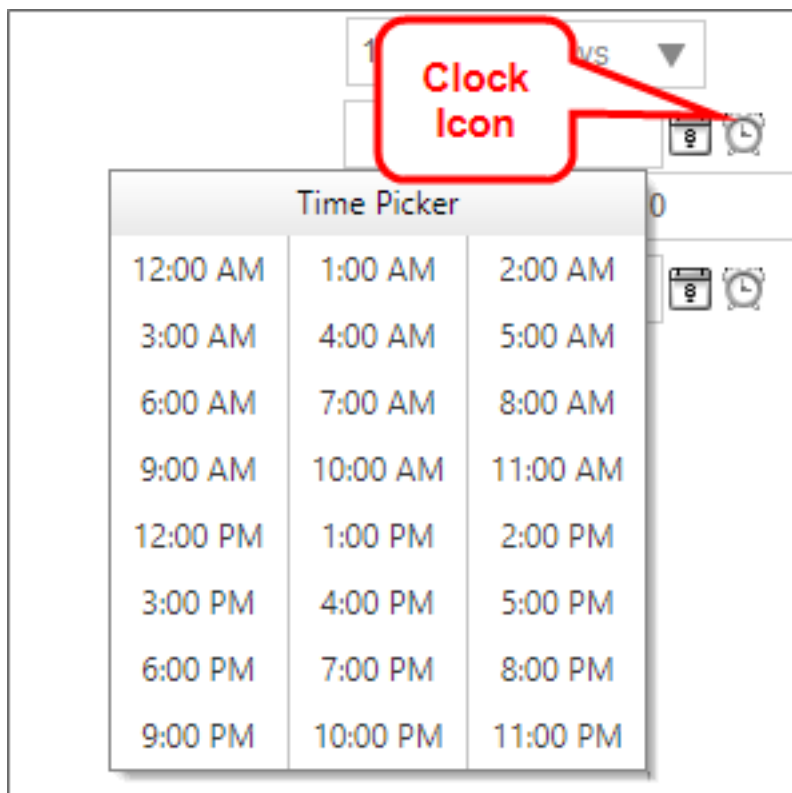 Clock
Icon
8
Time Picker
0
12:00 AM 1:00 AM 2:00 AM
8
3:00 AM 4:00 AM 5:00 AM
6:00 AM 7:00 AM 8:00 AM
9:00 AM 10:00 AM 11:00 AM
12:00 PM 1:00 PM 2:00 PM
3:00 PM 4:00 PM 5:00 PM
6:00 PM 7:00 PM 8:00 PM
9:00 PM 10:00 PM 11:00 PM